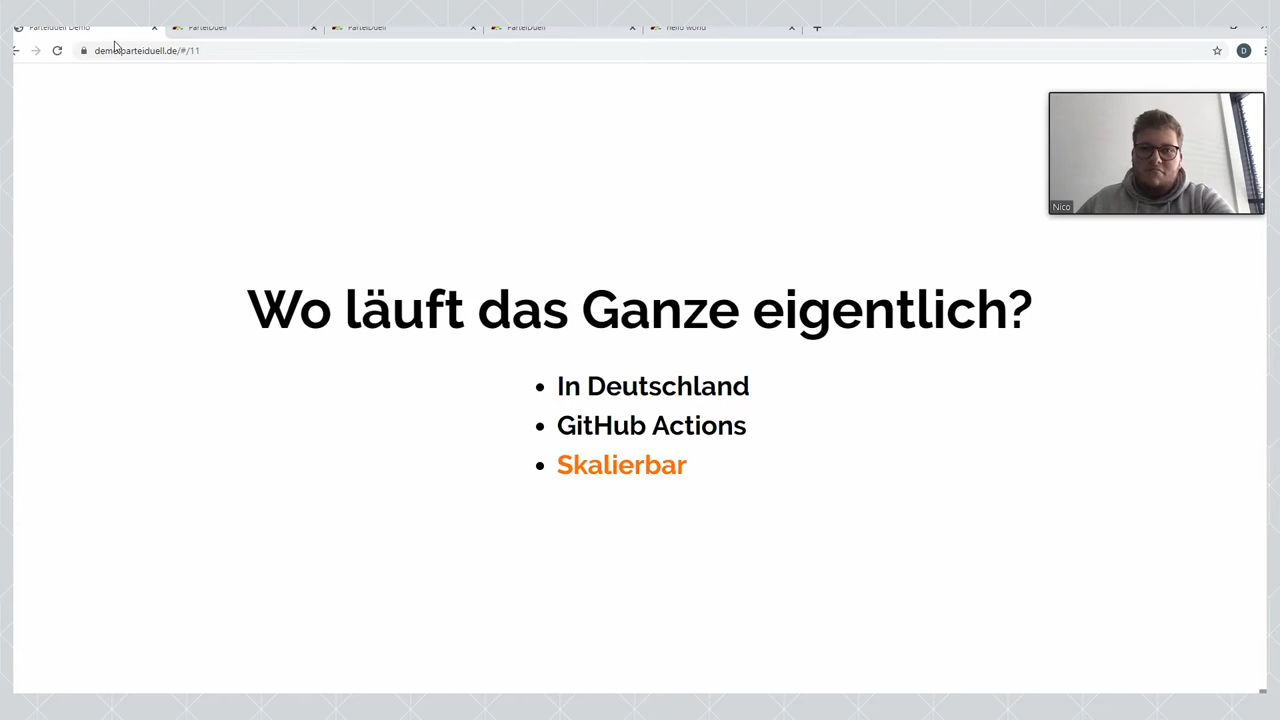 Parteiduell Demo
ParteiDuell
ParteiDuell
ParteiDuell
Hello World
demo.parteiduell.de/#/11
D
Nico
Wo läuft das Ganze eigentlich?
In Deutschland
GitHub Actions
Skalierbar